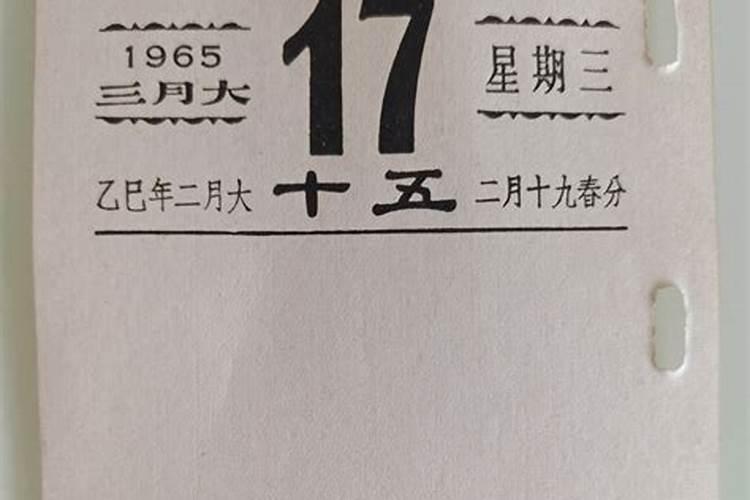 1965
三月大
17
星期三
乙巳年二月大
十五
二月十九春分